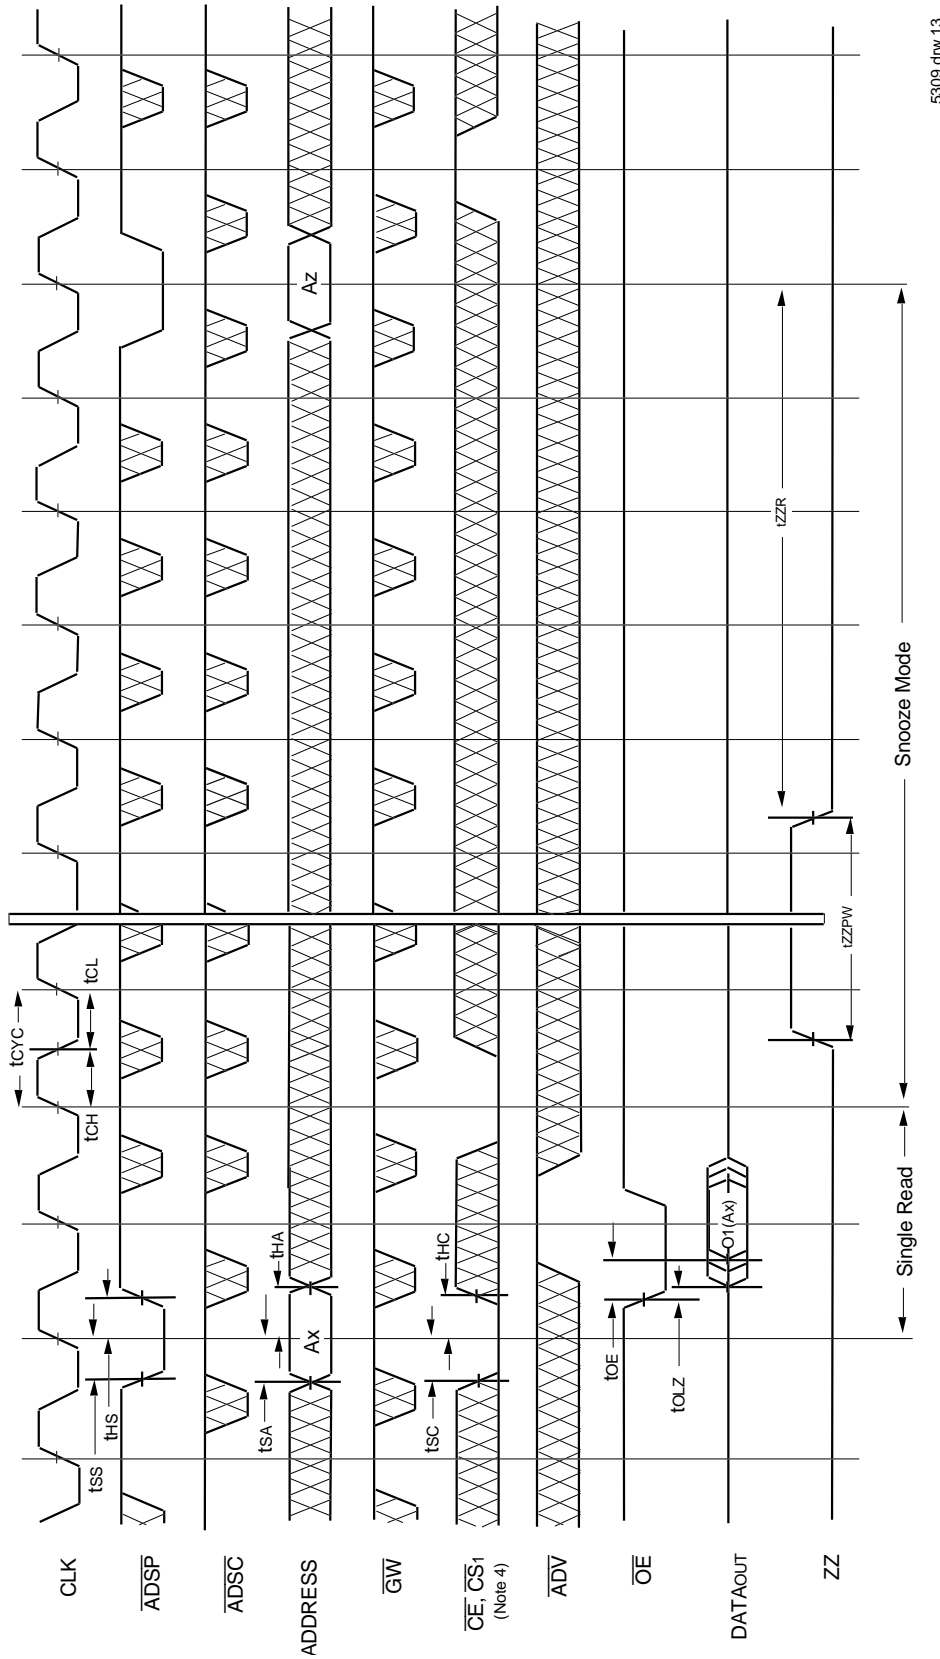 CLK
ADSP
ADSC
ADDRESS
GW
CE, CS1
(Note 4)
ADV
OE
DATAOUT
ZZ
tCYC
tCH
tCL
tSS
tHS
tSA
tHA
Ax
Az
tSC
tHC
tOE
tOLZ
O1(Ax)
tZZPW
tZZR
Single Read
Snooze Mode
5309 drw 13